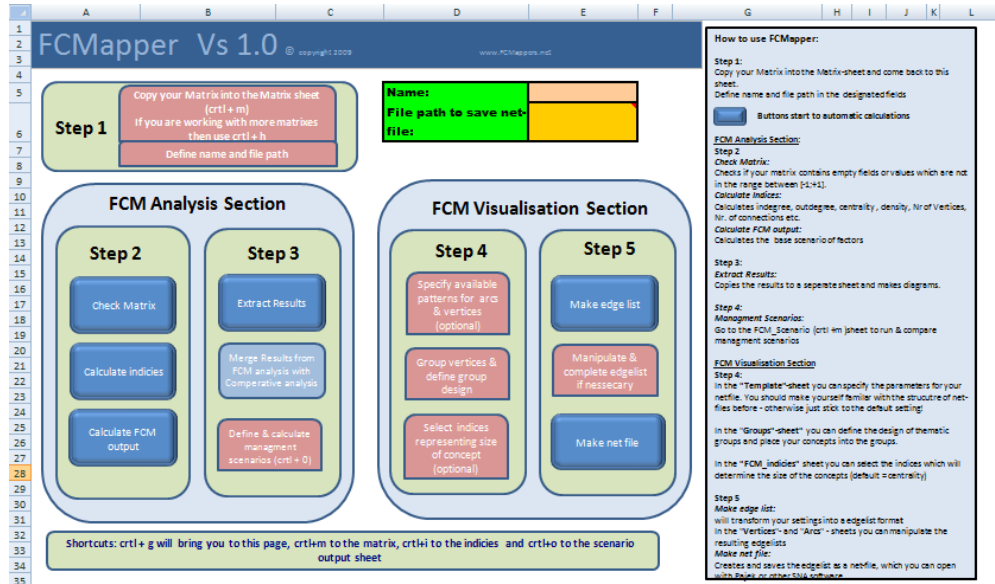 A B C D E F G H I J K L
1
2
3
4
5
6
7
8
9
10
11
12
13
14
15
16
17
18
19
20
21
22
23
24
25
26
27
28
29
30
31
32
33
34
35
FCMapper Vs 1.0 © copyright 2009
www.FCMappers.net
Step 1
Copy your Matrix into the Matrix sheet
(crtl + m)
If you are working with more matrixes
then use crtl + h
Define name and file path
Name:
File path to save net-
file:
FCM Analysis Section
Step 2
Check Matrix
Calculate indicies
Calculate FCM
output
Step 3
Extract Results
Merge Results from
FCM analysis with
Comperative analysis
Define & calculate
managment
scenarios (crtl + 0)
FCM Visualisation Section
Step 4
Specify available
patterns for arcs
& vertices
(optional)
Group vertices &
define group
design
Select indices
representing size
of concept
(optional)
Step 5
Make edge list
Manipulate &
complete edgelist
if nessecary
Make net file
Shortcuts: crtl + g will bring you to this page, crtl+m to the matrix, crtl+i to the indicies and crtl+o to the scenario
output sheet
How to use FCMapper:
Step 1:
Copy your Matrix into the Matrix-sheet and come back to this
sheet.
Define name and file path in the designated fields
Buttons start to automatic calculations
FCM Analysis Section:
Step 2
Check Matrix:
Checks if your matrix contains empty fields or values which are not
in the range between [-1;+1].
Calculate Indices:
Calculates indegree, outdegree, centrality , density, Nr of Vertices,
Nr. of connections etc.
Calculate FCM output:
Calculates the base scenario of factors
Step 3:
Extract Results:
Copies the results to a seperate sheet and makes diagrams.
Step 4:
Managment Scenarios:
Go to the FCM_Scenario (crtl +m )sheet to run & compare
managment scenarios
FCM Visualisation Section
Step 4:
In the "Template"-sheet you can specify the parameters for your
netfile. You should make yourself familar with the strucutre of net-
files before - otherwise just stick to the default setting!
In the "Groups"-sheet" you can define the design of thematic
groups and place your concepts into the groups.
In the "FCM_indicies" sheet you can select the indices which will
determine the size of the concepts (default = centrality)
Step 5
Make edge list:
will transform your settings into a edgelist format
In the "Vertices"- and "Arcs" - sheets you can manipulate the
resulting edgelists
Make net file:
Creates and saves the edgelist as a net-file, which you can open
with Pajek or other SNA software